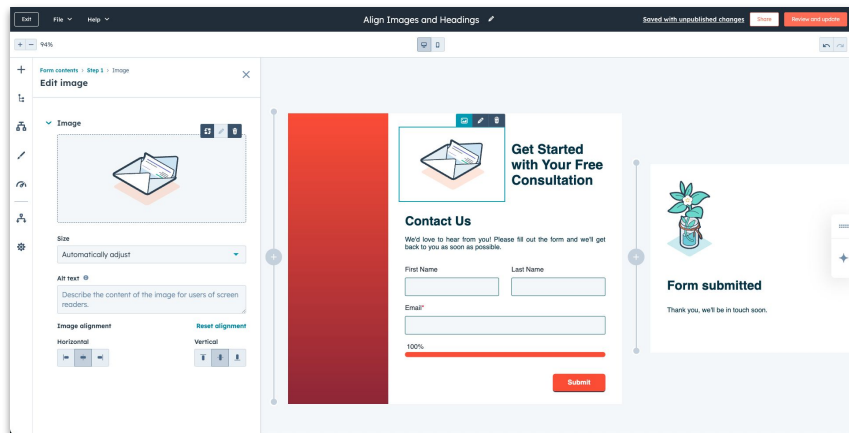 Exit File Help Align Images and Headings Saved with unpublished changes Share Review and update
+ − 94%
Form contents > Step 1 > Image
Edit image
Image
Size
Automatically adjust
Alt text
Describe the content of the image for users of screen
readers.
Image alignment Reset alignment
Horizontal Vertical
Get Started
with Your Free
Consultation
Contact Us
We'd love to hear from you! Please fill out the form and we'll get
back to you as soon as possible.
First Name Last Name
Email*
100%
Submit
Form submitted
Thank you, we'll be in touch soon.